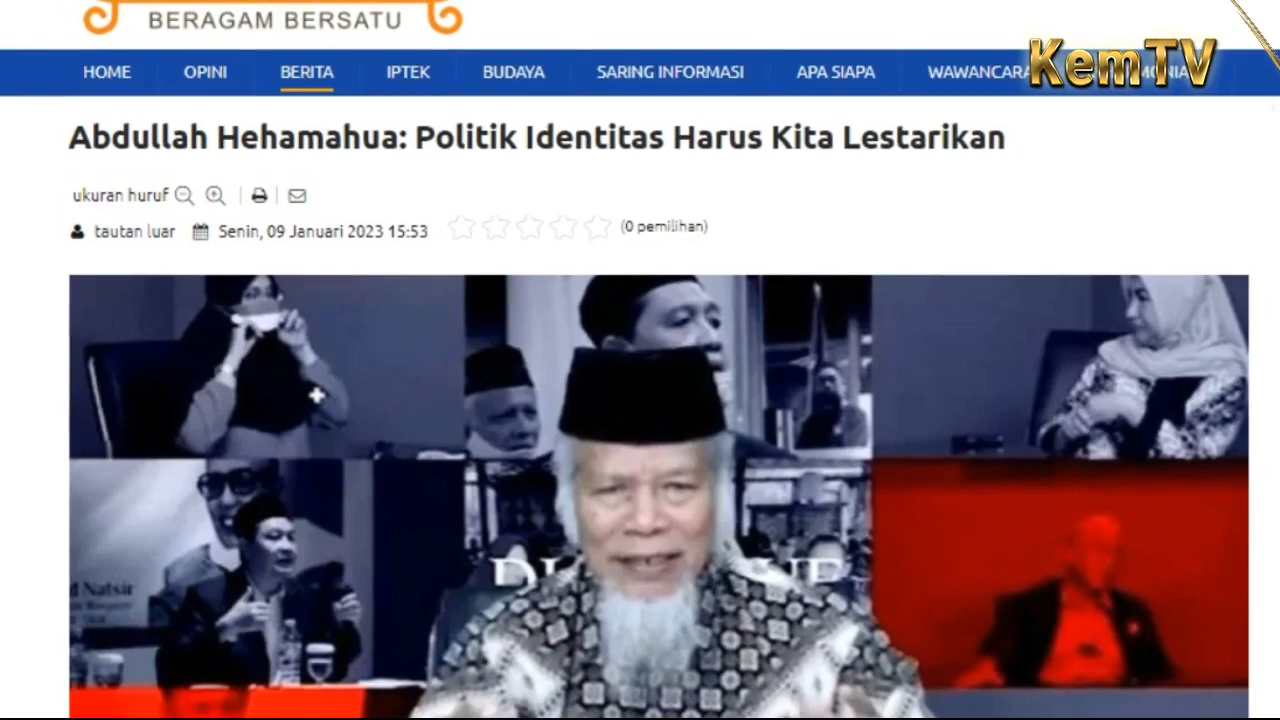 BERAGAM BERSATU
HOME OPINI BERITA IPTEK BUDAYA SARING INFORMASI APA SIAPA WAWANCARA
KemTV
Abdullah Hehamahua: Politik Identitas Harus Kita Lestarikan
ukuran huruf
tautan luar Senin, 09 Januari 2023 15:53 (0 pemilihan)
Natsir